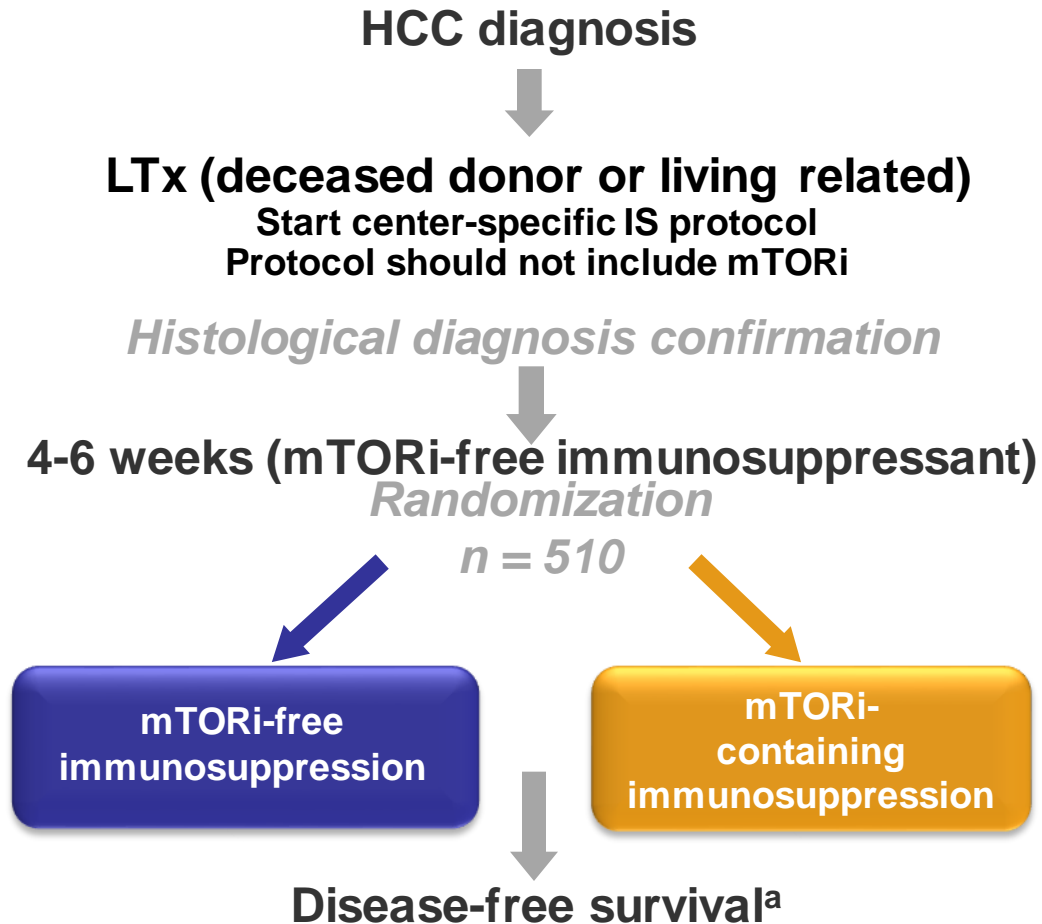 HCC diagnosis
LTx (deceased donor or living related)
Start center-specific IS protocol
Protocol should not include mTORi
Histological diagnosis confirmation
4-6 weeks (mTORi-free immunosuppressant)
Randomization
n = 510
mTORi-free
immunosuppression
mTORi-
containing
immunosuppression
Disease-free survivalᵃ